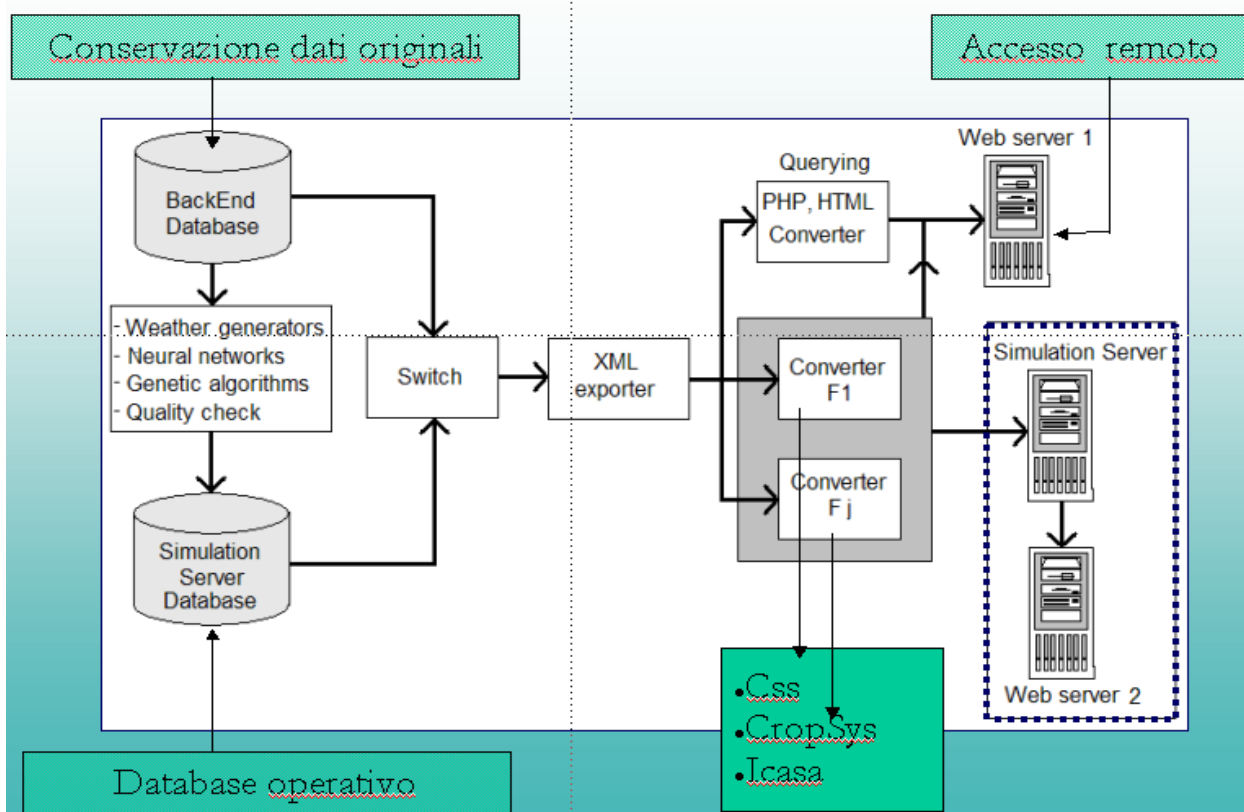 Conservazione dati originali
Accesso remoto
BackEnd
Database
- Weather generators
- Neural networks
- Genetic algorithms
- Quality check
Simulation
Server
Database
Switch
XML
exporter
Querying
PHP, HTML
Converter
Converter
F1
Converter
F j
Web server 1
Simulation Server
Web server 2
•Css
•CropSys
•Icasa
Database operativo